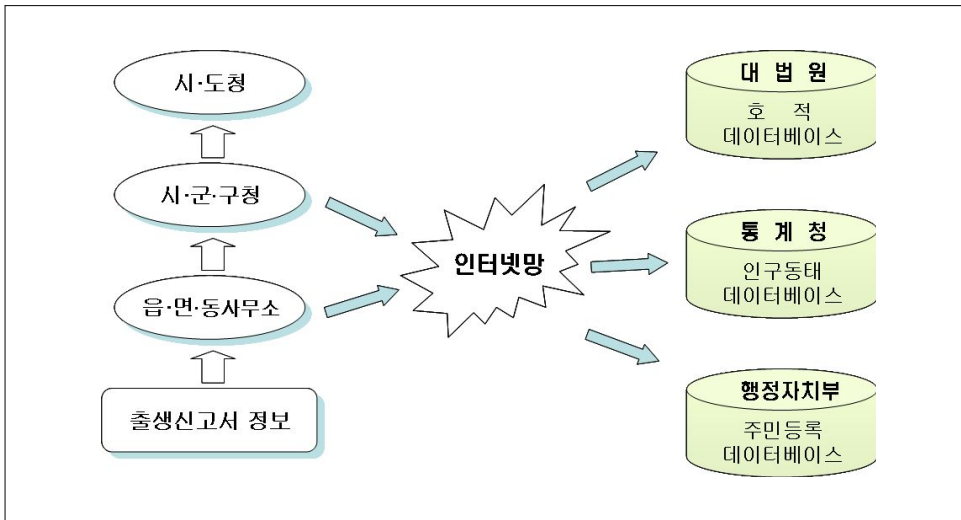 시·도청
시·군·구청
읍·면·동사무소
출생신고서 정보
인터넷망
대 법 원
호 적
데이터베이스
통 계 청
인구동태
데이터베이스
행정자치부
주민등록
데이터베이스